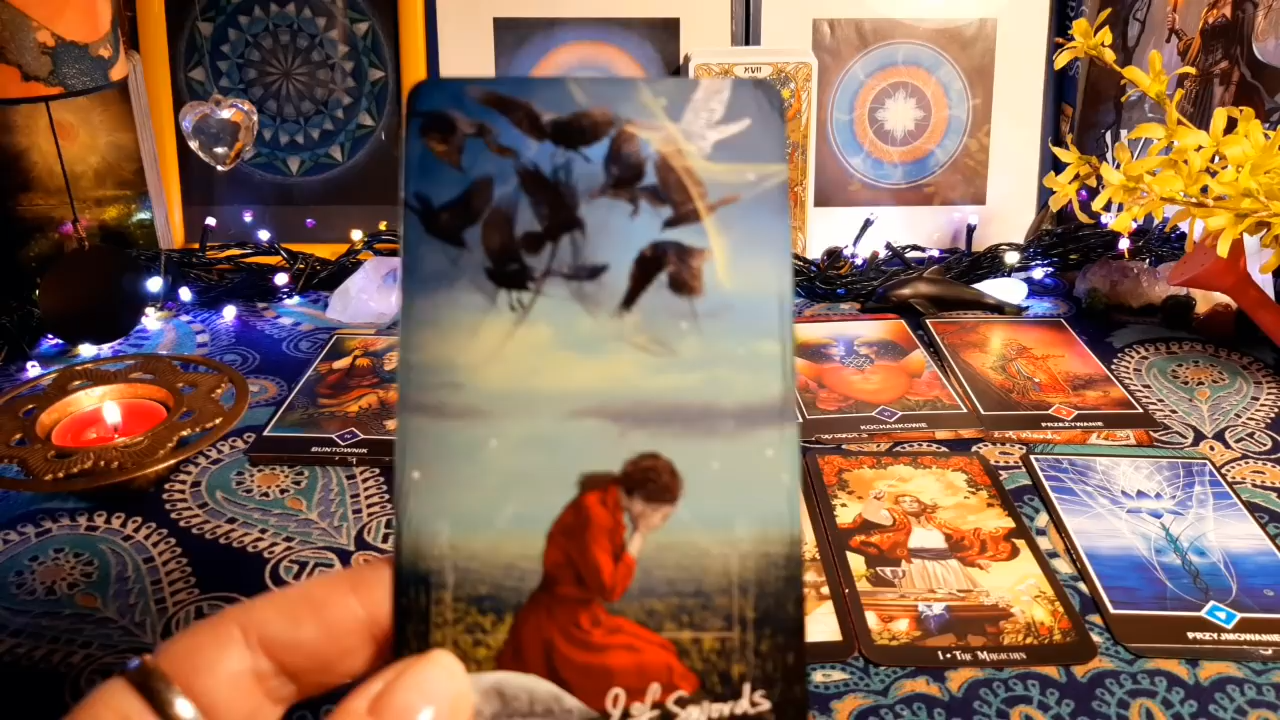 XVII
BUNTOWNIK
KOCHANKOWIE
PRZEŻYWANIE
I • THE MAGICIAN
PRZYJMOWANIE
9 of Swords